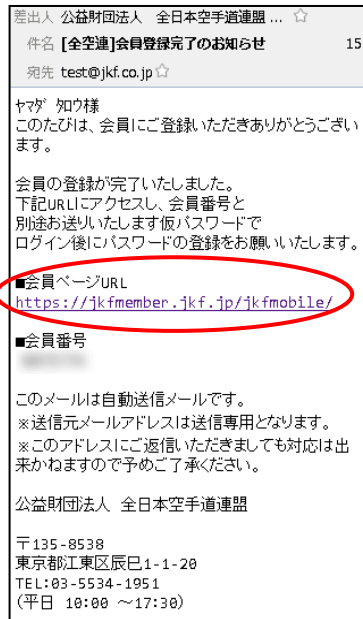 差出人 公益財団法人 全日本空手道連盟 ... ☆
件名 [全空連]会員登録完了のお知らせ 15
宛先 test@jkf.co.jp ☆
ﾔﾏﾀﾞ ﾀﾛｳ様
このたびは、会員にご登録いただきありがとうござい
ます。
会員の登録が完了いたしました。
下記URLにアクセスし、会員番号と
別途お送りいたします仮パスワードで
ログイン後にパスワードの登録をお願いいたします。
■会員ページURL
https://jkfmember.jkf.jp/jkfmobile/
■会員番号
このメールは自動送信メールです。
※送信元メールアドレスは送信専用となります。
※このアドレスにご返信いただきましても対応は出
来かねますので予めご了承ください。
公益財団法人 全日本空手道連盟
〒135-8538
東京都江東区辰巳1-1-20
TEL:03-5534-1951
(平日 10:00 ～17:30)